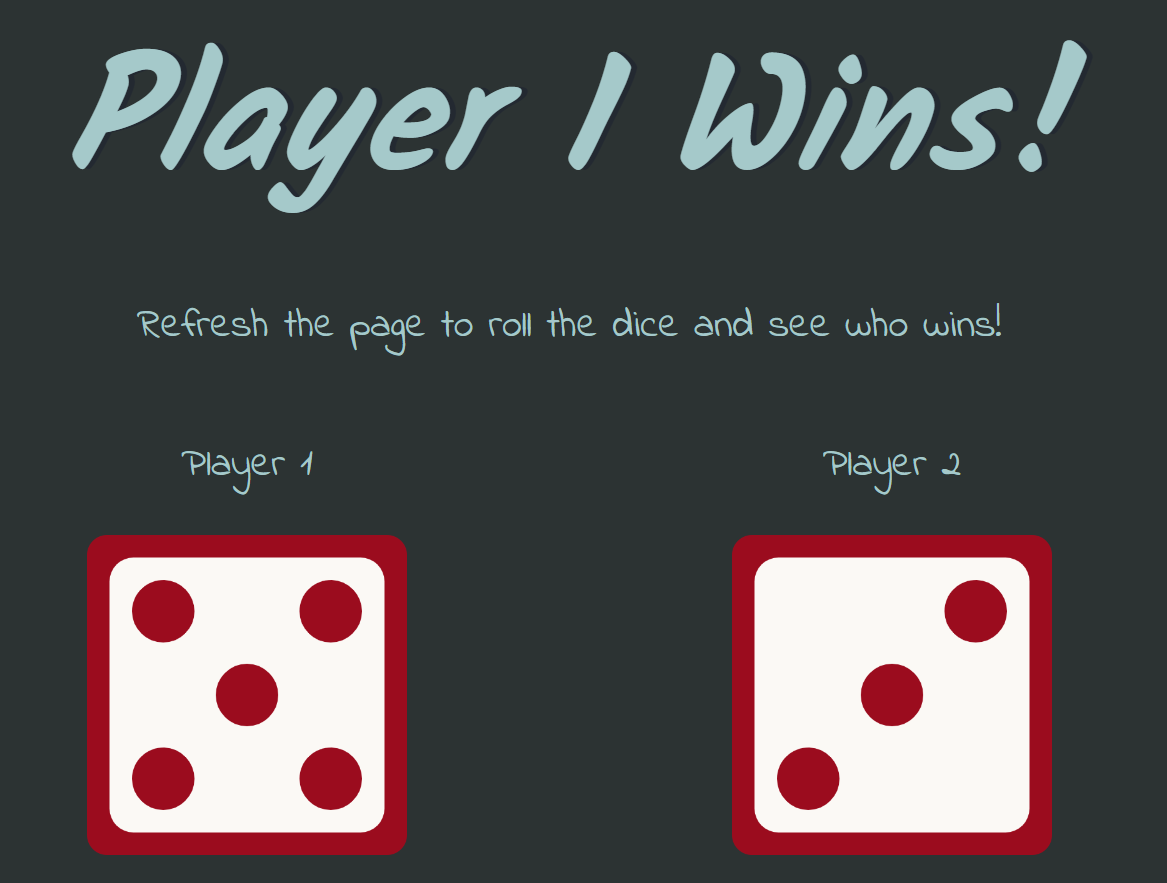 Player 1 Wins!
Refresh the page to roll the dice and see who wins!
Player 1
Player 2